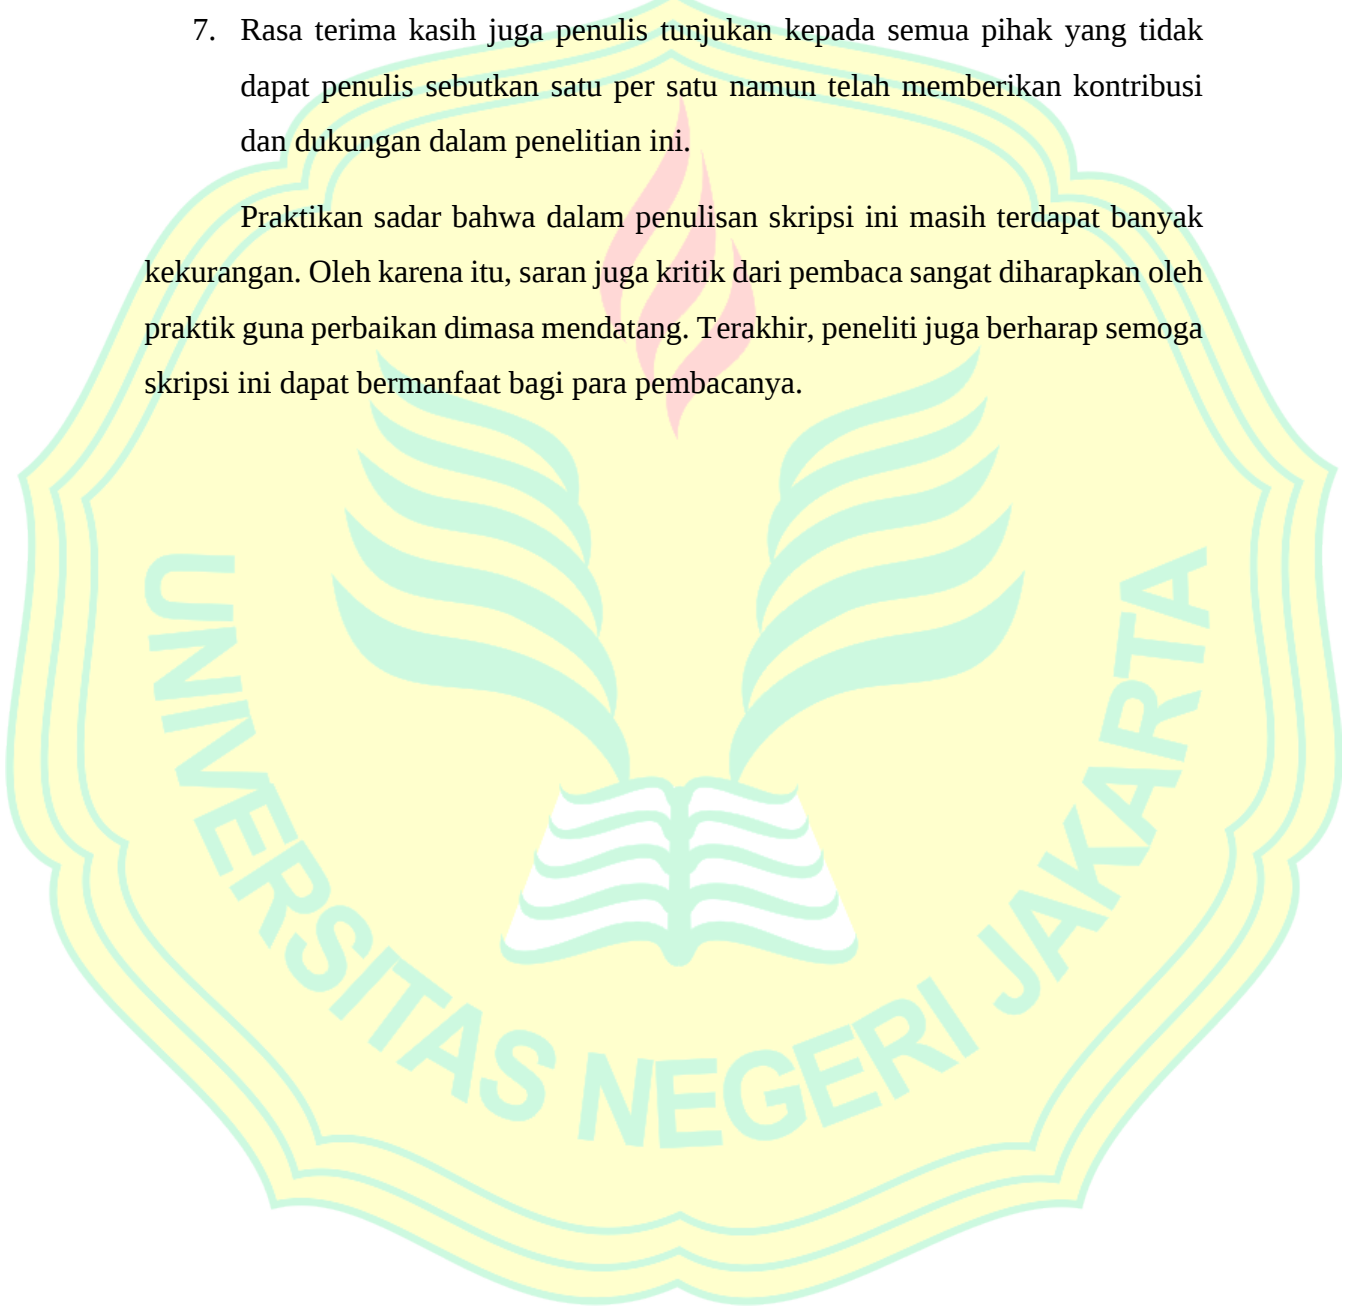 7. Rasa terima kasih juga penulis tunjukan kepada semua pihak yang tidak
dapat penulis sebutkan satu per satu namun telah memberikan kontribusi
dan dukungan dalam penelitian ini.
Praktikan sadar bahwa dalam penulisan skripsi ini masih terdapat banyak
kekurangan. Oleh karena itu, saran juga kritik dari pembaca sangat diharapkan oleh
praktik guna perbaikan dimasa mendatang. Terakhir, peneliti juga berharap semoga
skripsi ini dapat bermanfaat bagi para pembacanya.
UNIVERSITAS NEGERI JAKARTA